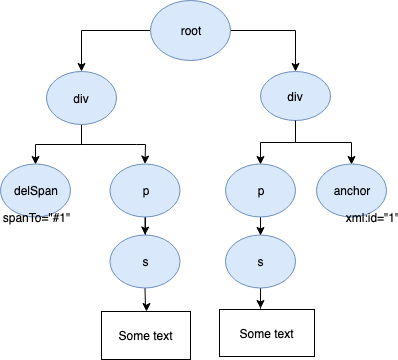 root
div
div
delSpan
p
p
anchor
spanTo="#1"
xml:id="1"
s
s
Some text
Some text